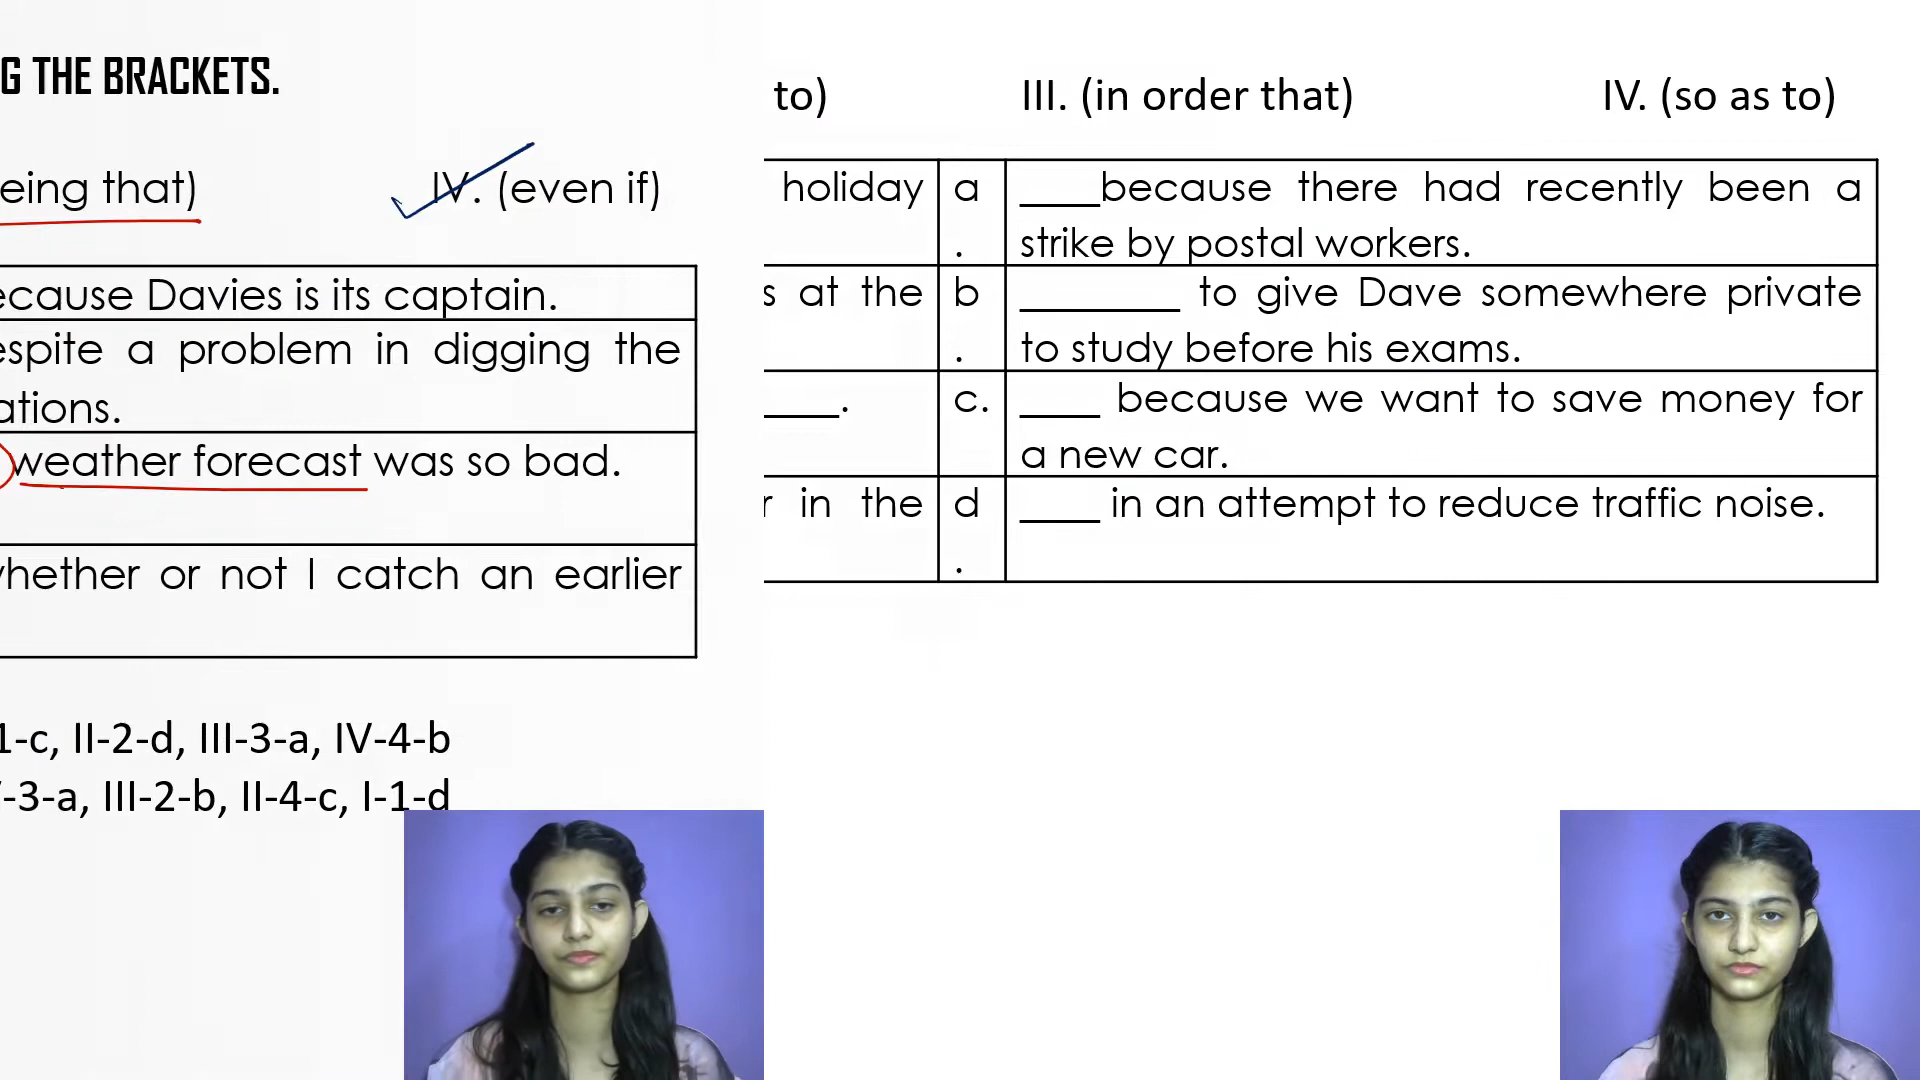 G THE BRACKETS.
eing that)
IV. (even if)
ecause Davies is its captain.
espite a problem in digging the
ations.
weather forecast was so bad.
hether or not I catch an earlier
1-c, II-2-d, III-3-a, IV-4-b
-3-a, III-2-b, II-4-c, I-1-d
to)
III. (in order that)
IV. (so as to)
holiday
a
.
____because there had recently been a
strike by postal workers.
s at the
b
.
________ to give Dave somewhere private
to study before his exams.
____.
c.
____ because we want to save money for
a new car.
r in the
d
.
____ in an attempt to reduce traffic noise.